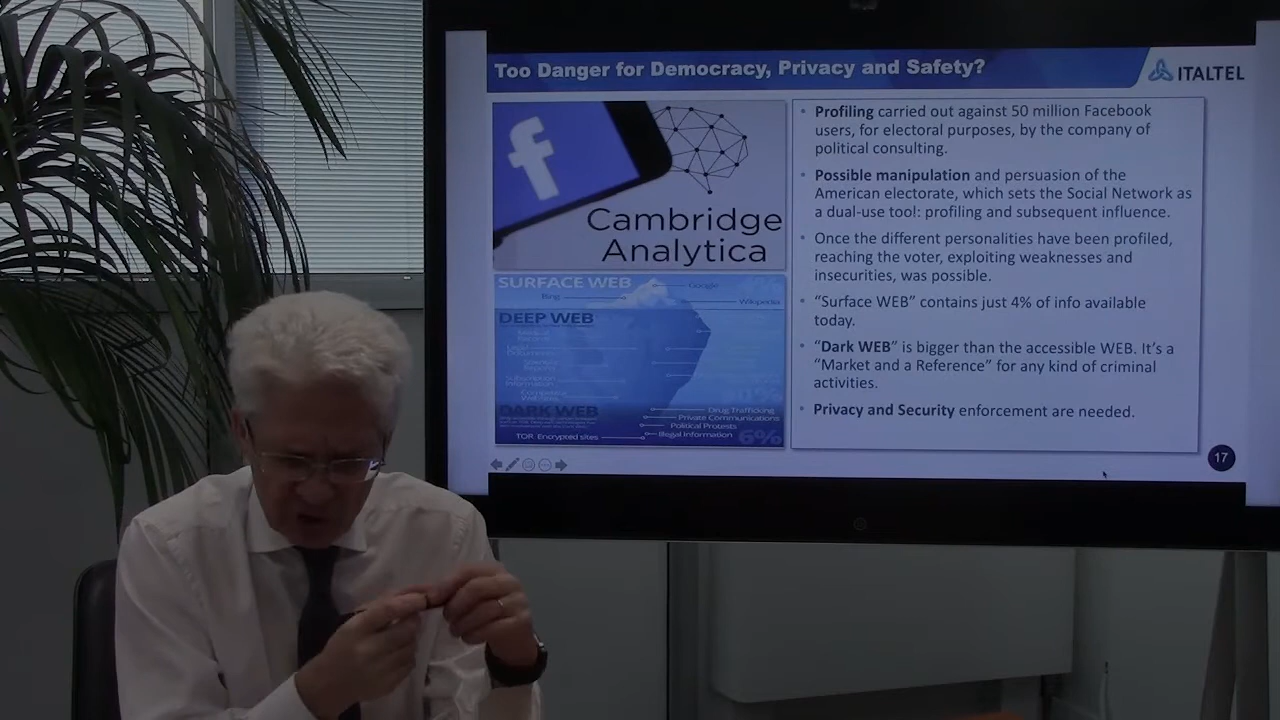 Too Danger for Democracy, Privacy and Safety?
ITALTEL
f
Cambridge
Analytica
SURFACE WEB
Bing
Google
Wikipedia
DEEP WEB
DARK WEB
TOR Encrypted sites
Drug Trafficking
Private Communications
Political Protests
Illegal Information
6%
• Profiling carried out against 50 million Facebook
users, for electoral purposes, by the company of
political consulting.
• Possible manipulation and persuasion of the
American electorate, which sets the Social Network as
a dual-use tool: profiling and subsequent influence.
• Once the different personalities have been profiled,
reaching the voter, exploiting weaknesses and
insecurities, was possible.
• “Surface WEB” contains just 4% of info available
today.
• “Dark WEB” is bigger than the accessible WEB. It’s a
“Market and a Reference” for any kind of criminal
activities.
• Privacy and Security enforcement are needed.
17